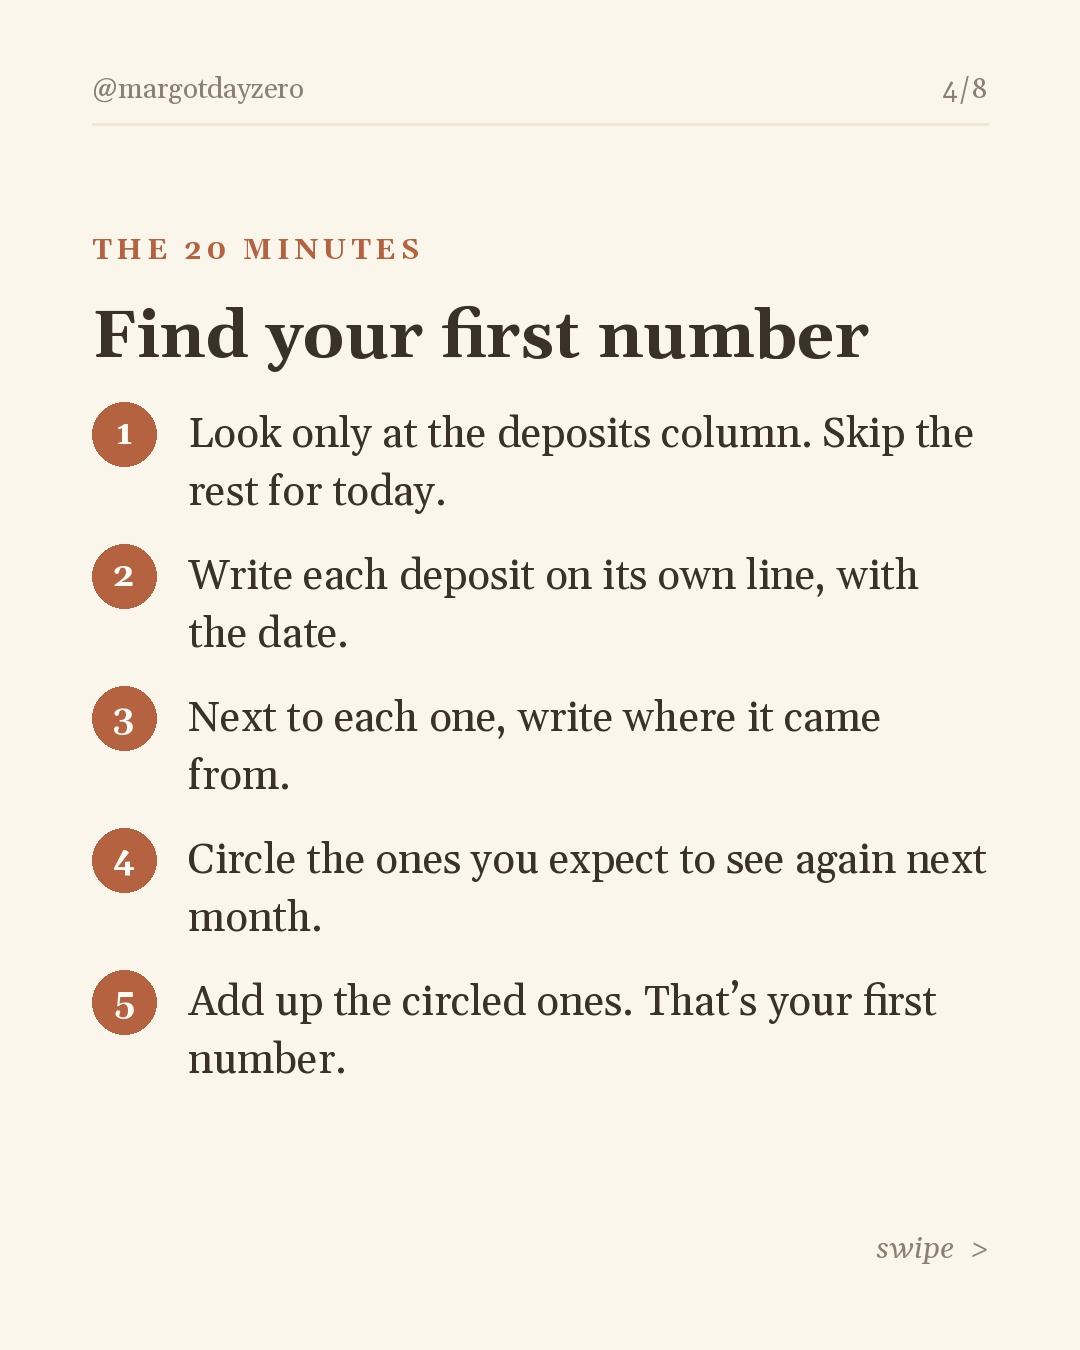 @margotdayzero
4/8
THE 20 MINUTES
Find your first number
1 Look only at the deposits column. Skip the
rest for today.
2 Write each deposit on its own line, with
the date.
3 Next to each one, write where it came
from.
4 Circle the ones you expect to see again next
month.
5 Add up the circled ones. That’s your first
number.
swipe >